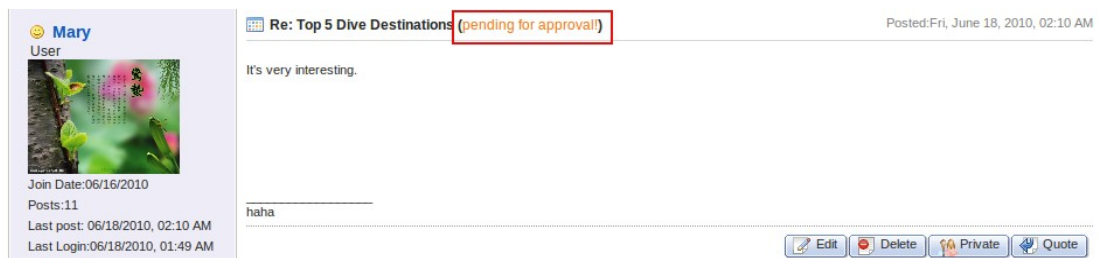 Mary
User
Join Date:06/16/2010
Posts:11
Last post: 06/18/2010, 02:10 AM
Last Login:06/18/2010, 01:49 AM
Re: Top 5 Dive Destinations (pending for approval!)
Posted:Fri, June 18, 2010, 02:10 AM
It's very interesting.
haha
Edit
Delete
Private
Quote